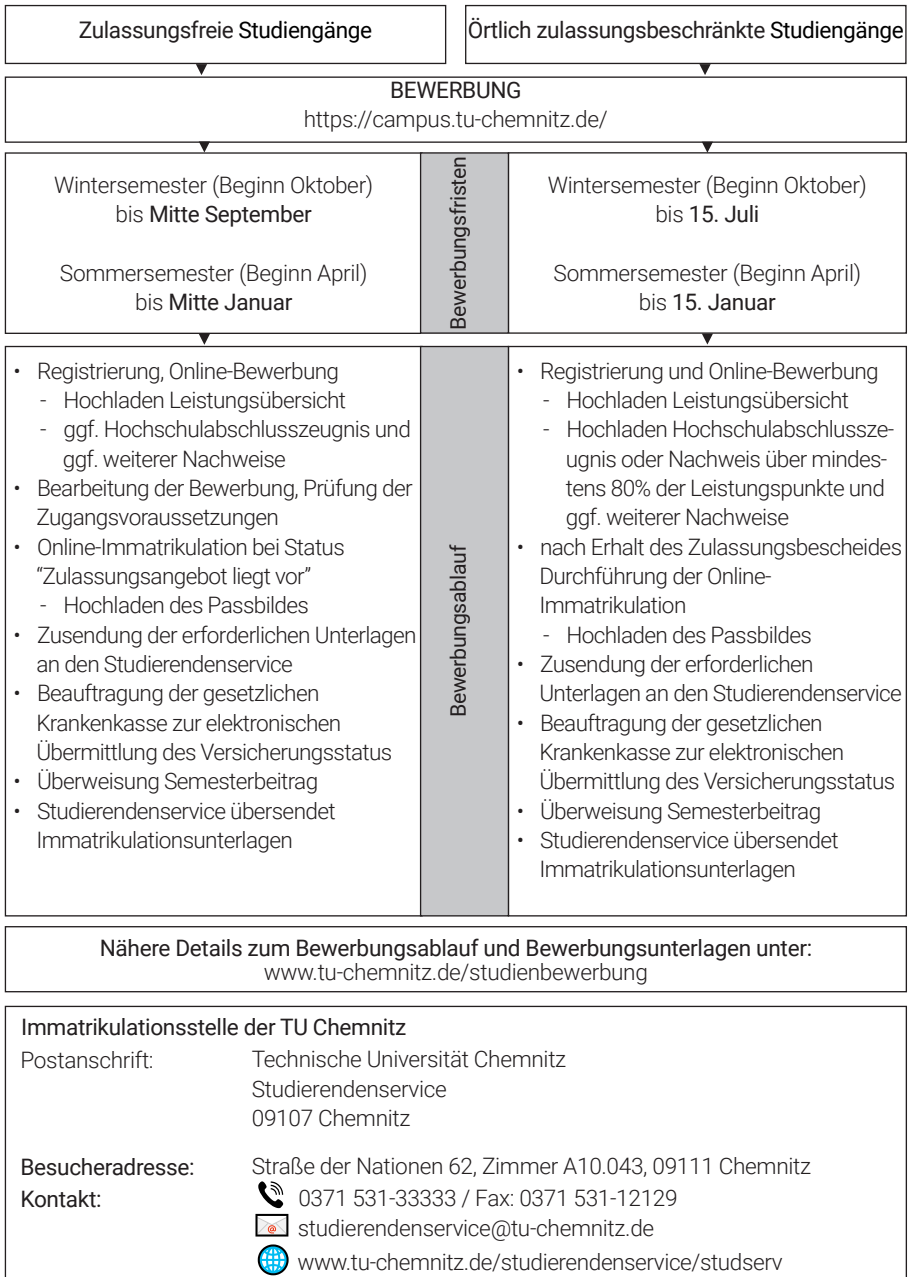 Zulassungsfreie Studiengänge
Örtlich zulassungsbeschränkte Studiengänge
BEWERBUNG
https://campus.tu-chemnitz.de/
Wintersemester (Beginn Oktober)
bis Mitte September
Sommersemester (Beginn April)
bis Mitte Januar
Bewerbungsfristen
Wintersemester (Beginn Oktober)
bis 15. Juli
Sommersemester (Beginn April)
bis 15. Januar
• Registrierung, Online-Bewerbung
- Hochladen Leistungsübersicht
- ggf. Hochschulabschlusszeugnis und
ggf. weiterer Nachweise
• Bearbeitung der Bewerbung, Prüfung der
Zugangsvoraussetzungen
• Online-Immatrikulation bei Status
"Zulassungsangebot liegt vor"
- Hochladen des Passbildes
• Zusendung der erforderlichen Unterlagen
an den Studierendenservice
• Beauftragung der gesetzlichen
Krankenkasse zur elektronischen
Übermittlung des Versicherungsstatus
• Überweisung Semesterbeitrag
• Studierendenservice übersendet
Immatrikulationsunterlagen
Bewerbungsablauf
• Registrierung und Online-Bewerbung
- Hochladen Leistungsübersicht
- Hochladen Hochschulabschlussze-
ugnis oder Nachweis über mindes-
tens 80% der Leistungspunkte und
ggf. weiterer Nachweise
• nach Erhalt des Zulassungsbescheides
Durchführung der Online-
Immatrikulation
- Hochladen des Passbildes
• Zusendung der erforderlichen
Unterlagen an den Studierendenservice
• Beauftragung der gesetzlichen
Krankenkasse zur elektronischen
Übermittlung des Versicherungsstatus
• Überweisung Semesterbeitrag
• Studierendenservice übersendet
Immatrikulationsunterlagen
Nähere Details zum Bewerbungsablauf und Bewerbungsunterlagen unter:
www.tu-chemnitz.de/studienbewerbung
Immatrikulationsstelle der TU Chemnitz
Postanschrift: Technische Universität Chemnitz
Studierendenservice
09107 Chemnitz
Besucheradresse: Straße der Nationen 62, Zimmer A10.043, 09111 Chemnitz
Kontakt: 0371 531-33333 / Fax: 0371 531-12129
studierendenservice@tu-chemnitz.de
www.tu-chemnitz.de/studierendenservice/studserv